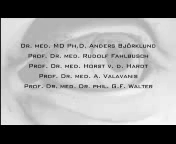 Dr. med. MD Ph.D. Anders Björklund
Prof. Dr. med. Rudolf Fahlbusch
Prof. Dr. med. Horst v. d. Hardt
Prof. Dr. med. A. Valavanis
Prof. Dr. med. Dr. phil. G.F. Walter